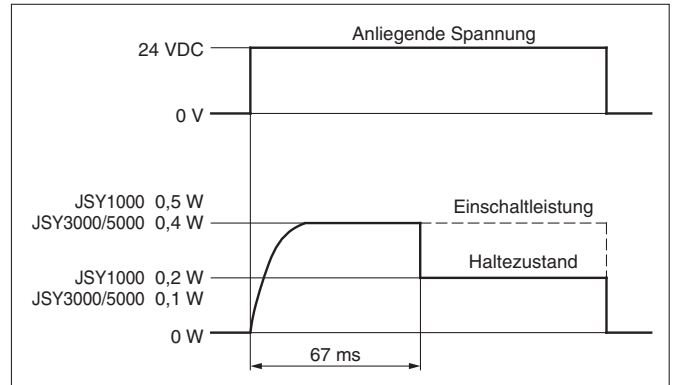 Anliegende Spannung
24 VDC
0 V
JSY1000 0,5 W
JSY3000/5000 0,4 W
Einschaltleistung
Haltezustand
JSY1000 0,2 W
JSY3000/5000 0,1 W
0 W
67 ms